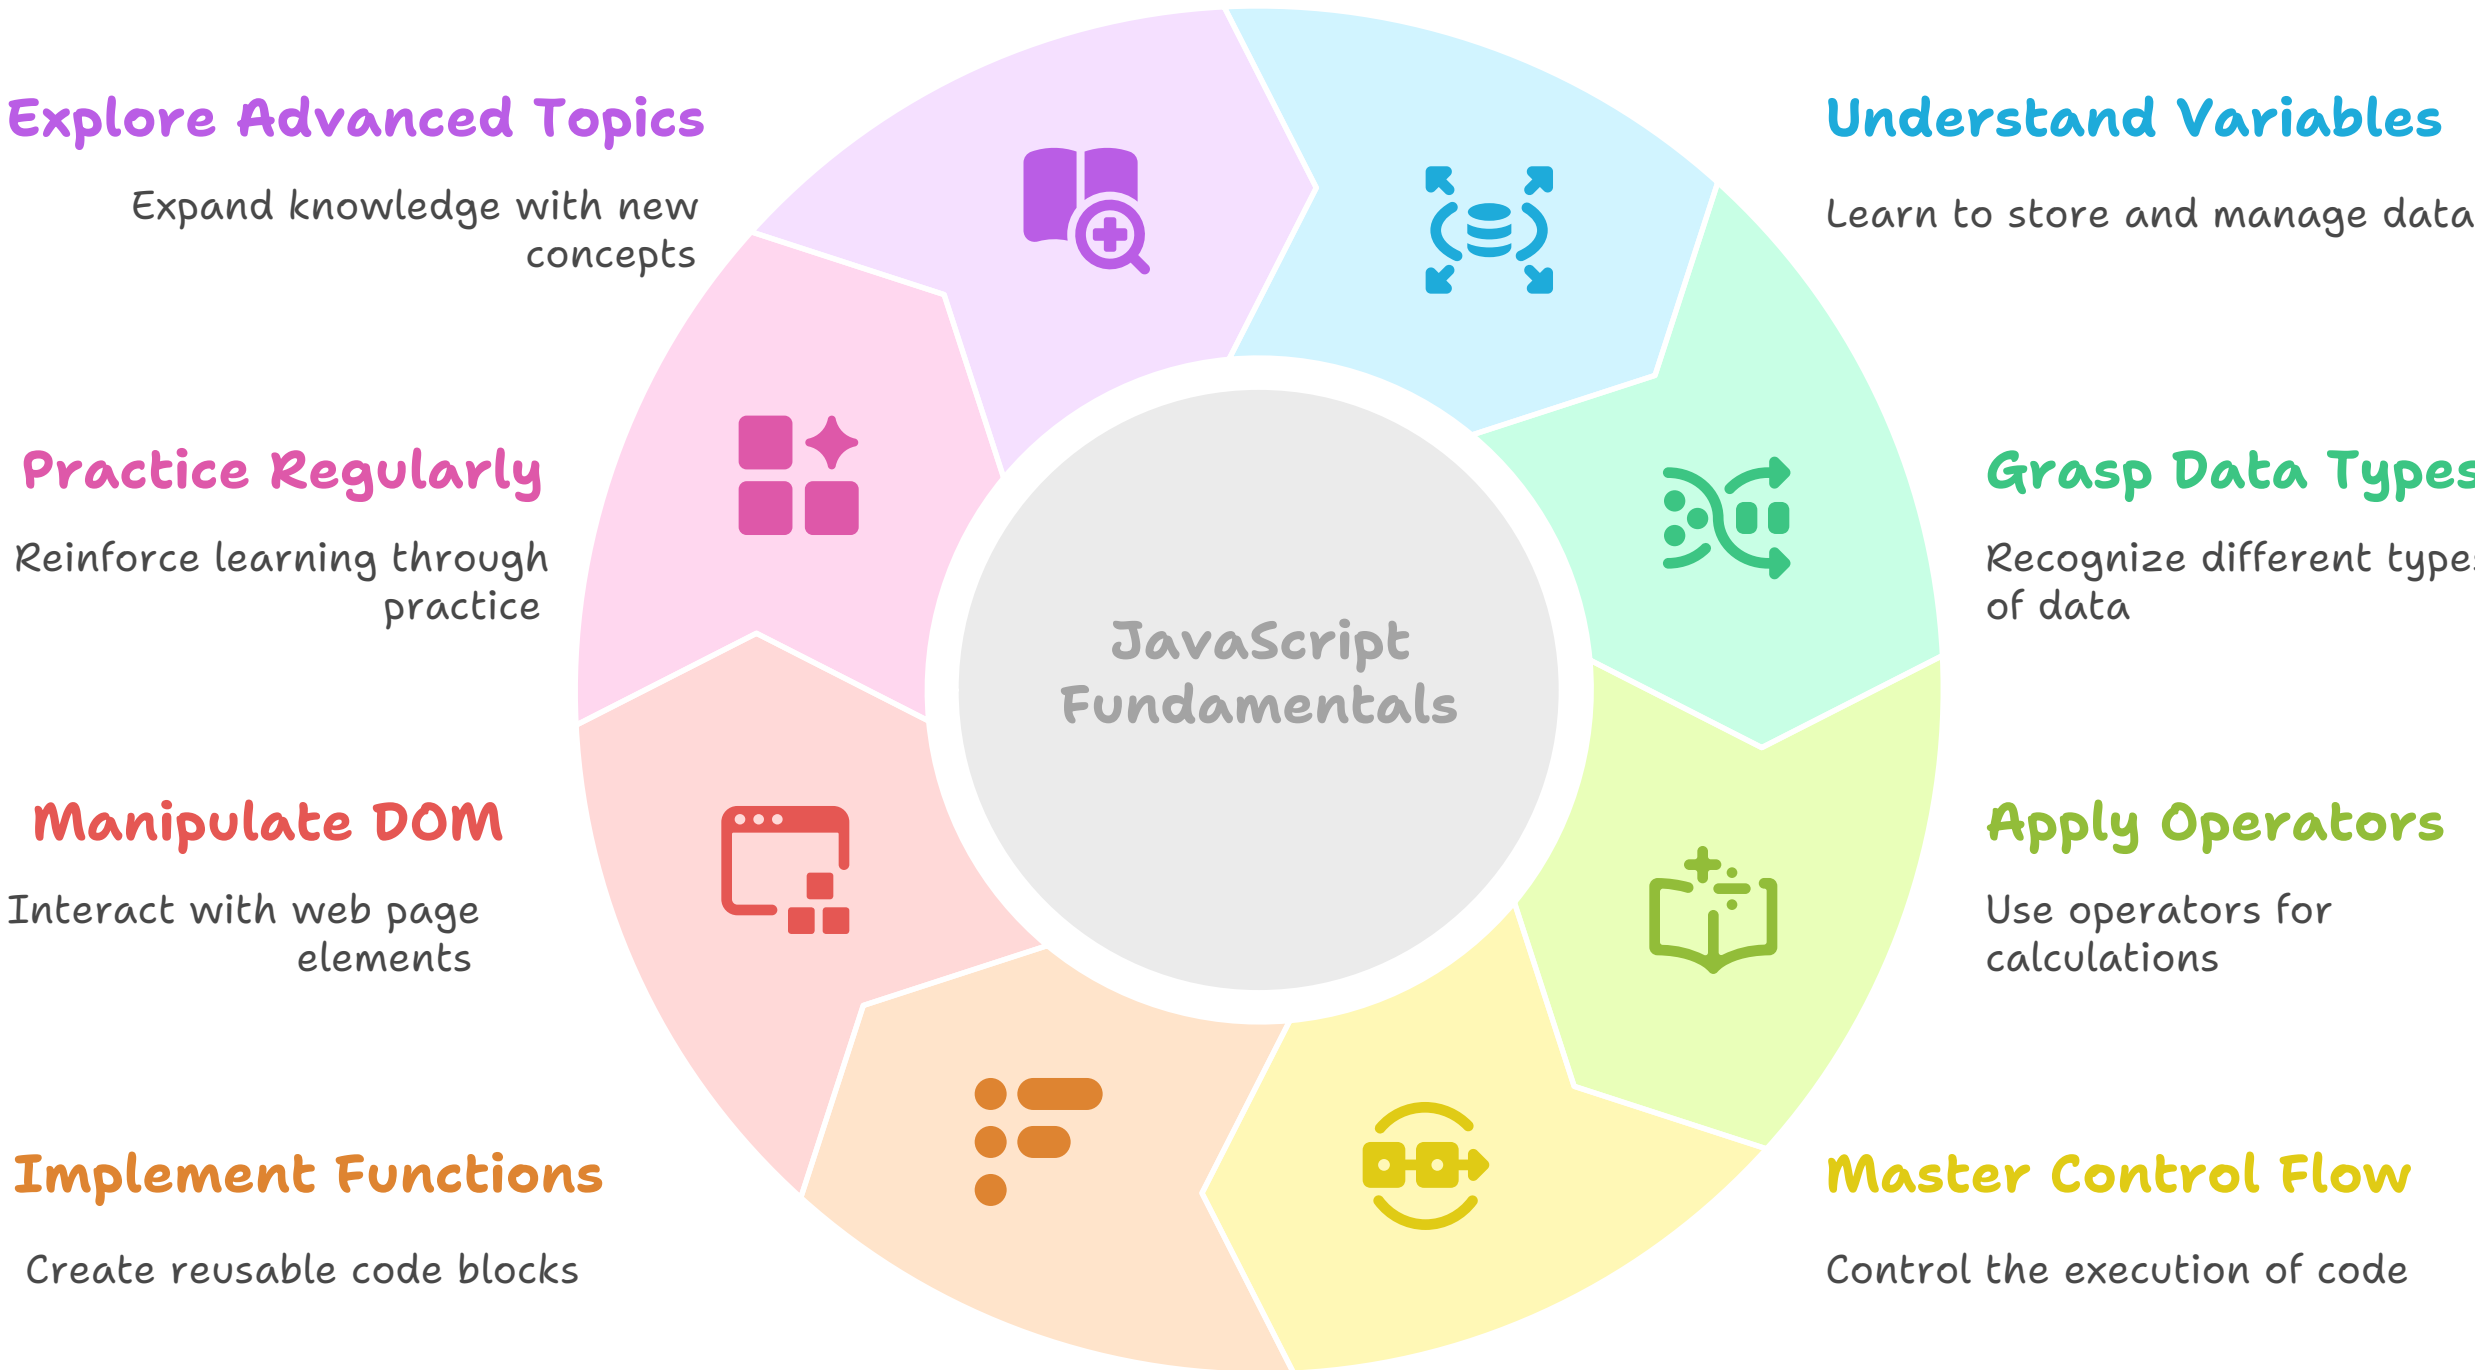 Explore Advanced Topics
Expand knowledge with new
concepts
Understand Variables
Learn to store and manage data
Practice Regularly
Reinforce learning through
practice
Grasp Data Types
Recognize different types
of data
JavaScript
Fundamentals
Manipulate DOM
Interact with web page
elements
Apply Operators
Use operators for
calculations
Implement Functions
Create reusable code blocks
Master Control Flow
Control the execution of code